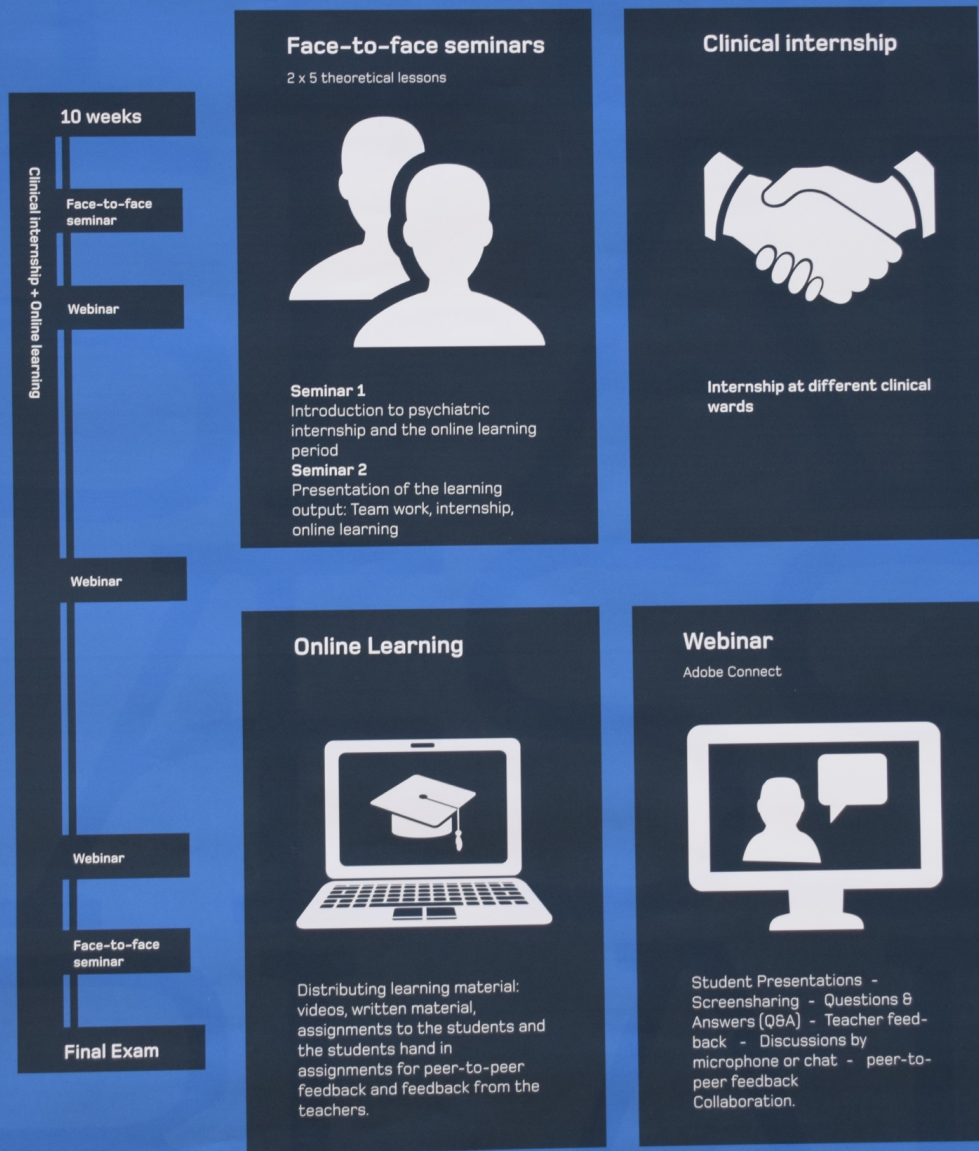 10 weeks
Clinical internship + Online learning
Face-to-face
seminar
Webinar
Webinar
Webinar
Face-to-face
seminar
Final Exam
Face-to-face seminars
2 x 5 theoretical lessons
Seminar 1
Introduction to psychiatric
internship and the online learning
period
Seminar 2
Presentation of the learning
output: Team work, internship,
online learning
Clinical internship
Internship at different clinical
wards
Online Learning
Distributing learning material:
videos, written material,
assignments to the students and
the students hand in
assignments for peer-to-peer
feedback and feedback from the
teachers.
Webinar
Adobe Connect
Student Presentations -
Screensharing - Questions &
Answers (Q&A) - Teacher feed-
back - Discussions by
microphone or chat - peer-to-
peer feedback
Collaboration.